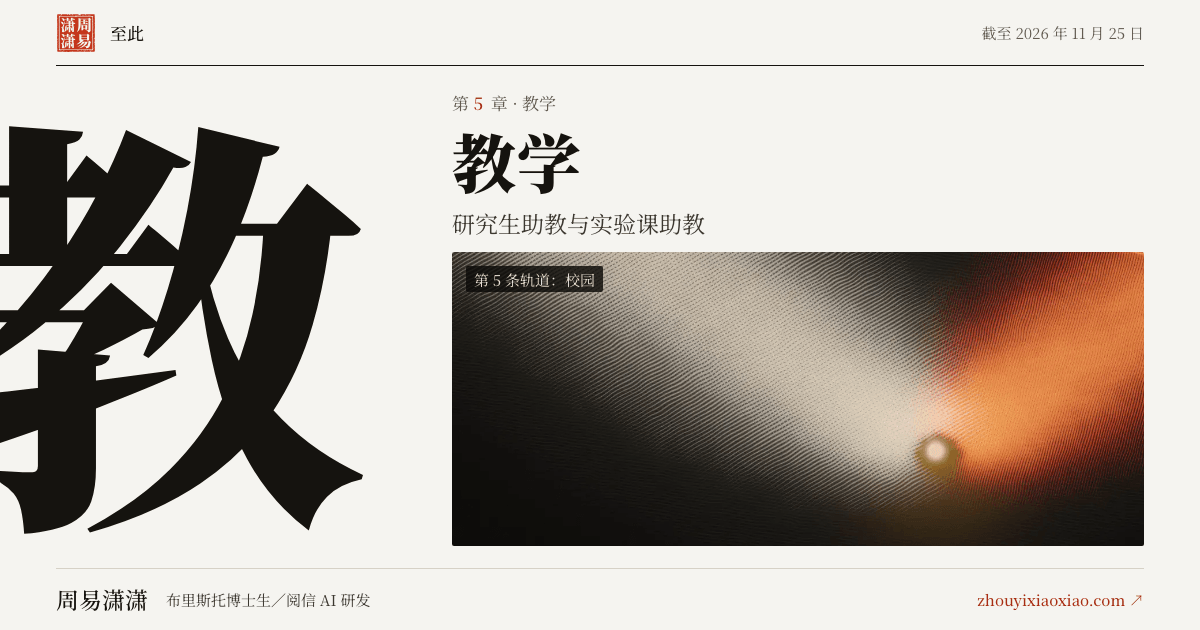 周易潇潇
至此
截至 2026 年 11 月 25 日
教
第 5 章 · 教学
教学
研究生助教与实验课助教
第 5 条轨道：校园
周易潇潇
布里斯托博士生／阅信 AI 研发
zhouyixiaoxiao.com ↗